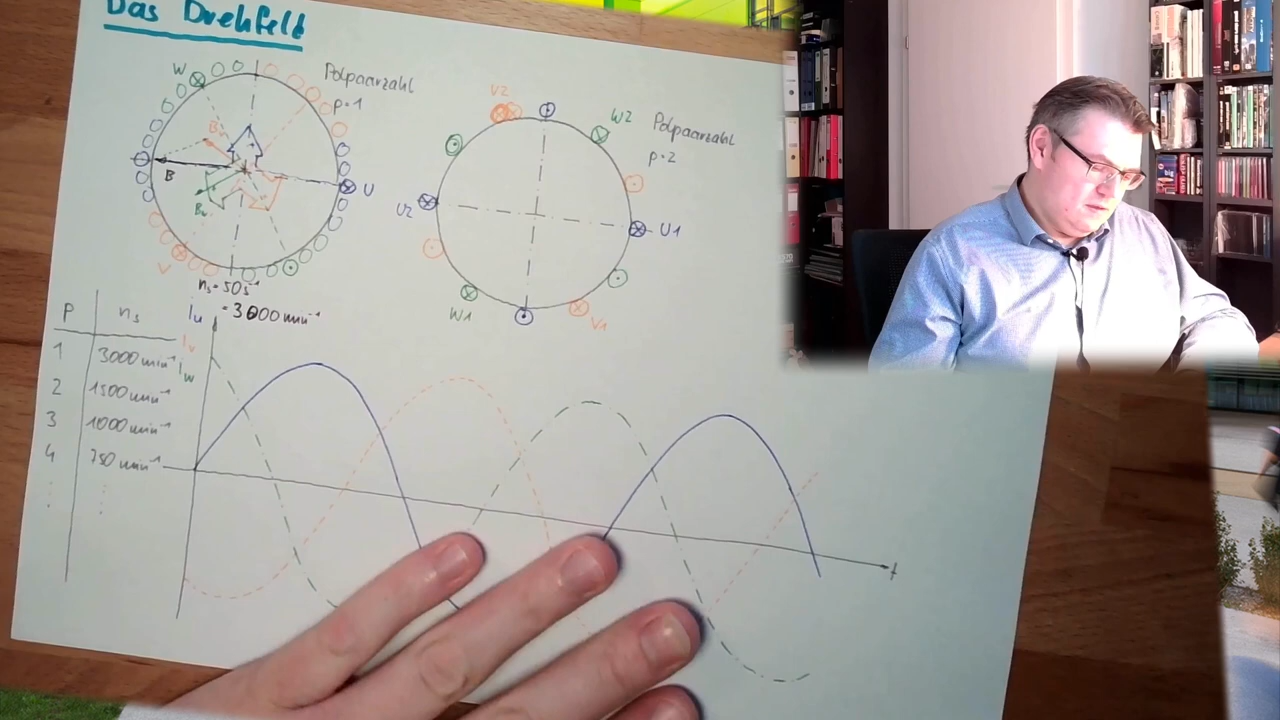 Das Drehfeld
W
Polpaarzahl
p=1
B
U
V
n_s = 50 s⁻¹
= 3000 min⁻¹
V2
W2
Polpaarzahl
p=2
U2
U1
W1
V1
P n_s
1 3000 min⁻¹
2 1500 min⁻¹
3 1000 min⁻¹
4 750 min⁻¹
⋮ ⋮
I_u
I_v
I_w
t